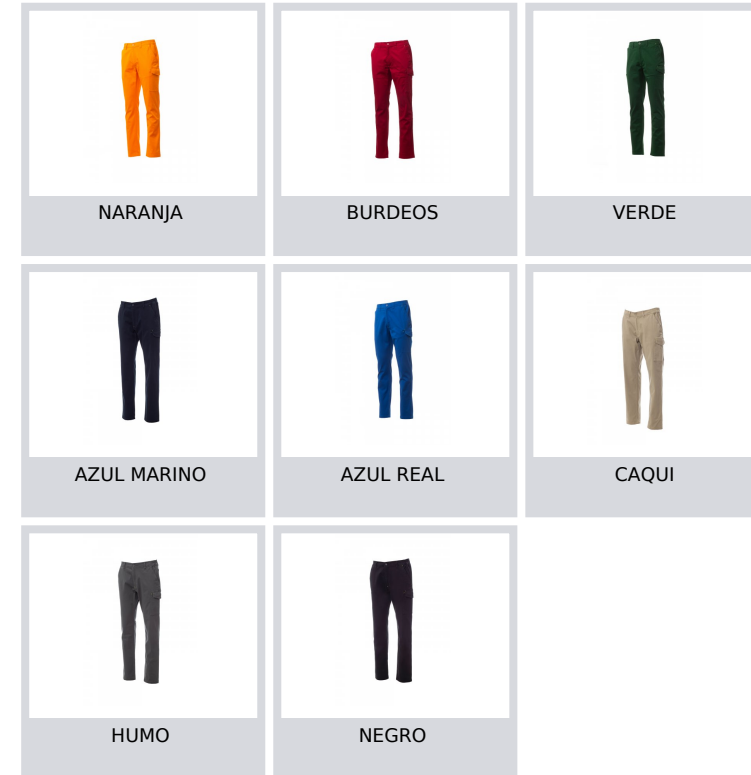 NARANJA
BURDEOS
VERDE
AZUL MARINO
AZUL REAL
CAQUI
HUMO
NEGRO